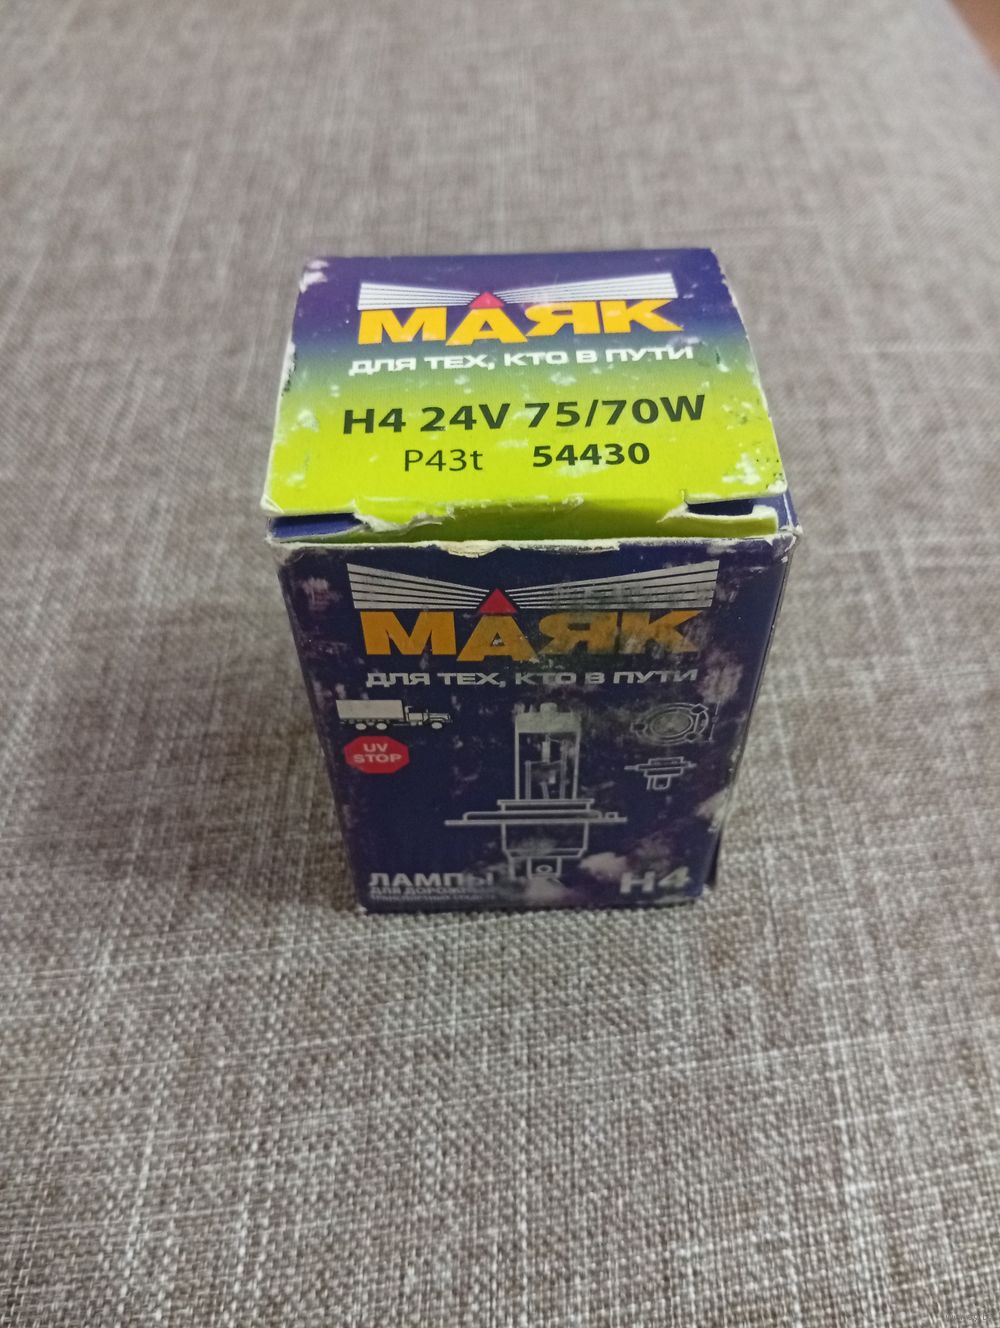 МАЯК
ДЛЯ ТЕХ, КТО В ПУТИ
H4 24V 75/70W
P43t 54430
МАЯК
ДЛЯ ТЕХ, КТО В ПУТИ
UV
STOP
ЛАМПЫ
H4
ДЛЯ